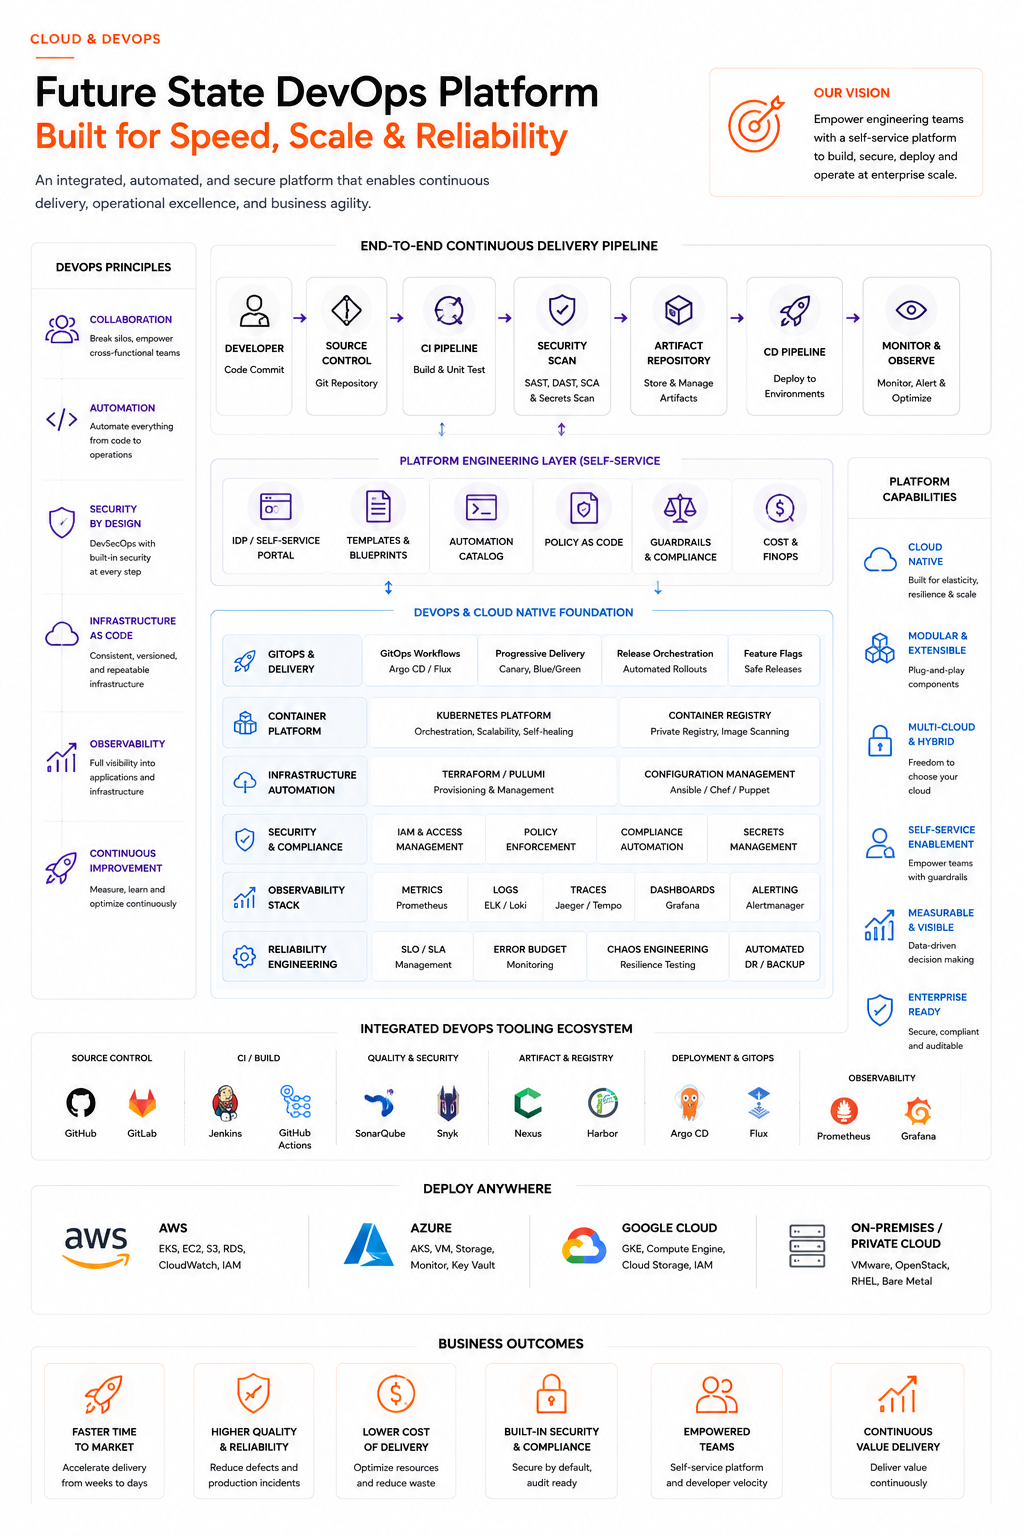 CLOUD & DEVOPS
Future State DevOps Platform
Built for Speed, Scale & Reliability
An integrated, automated, and secure platform that enables continuous
delivery, operational excellence, and business agility.
OUR VISION
Empower engineering teams
with a self-service platform
to build, secure, deploy and
operate at enterprise scale.
DEVOPS PRINCIPLES
COLLABORATION
Break silos, empower
cross-functional teams
AUTOMATION
Automate everything
from code to
operations
SECURITY
BY DESIGN
DevSecOps with
built-in security
at every step
INFRASTRUCTURE
AS CODE
Consistent, versioned,
and repeatable
infrastructure
OBSERVABILITY
Full visibility into
applications and
infrastructure
CONTINUOUS
IMPROVEMENT
Measure, learn and
optimize continuously
END-TO-END CONTINUOUS DELIVERY PIPELINE
DEVELOPER
Code Commit
SOURCE
CONTROL
Git Repository
CI PIPELINE
Build & Unit Test
SECURITY
SCAN
SAST, DAST, SCA
& Secrets Scan
ARTIFACT
REPOSITORY
Store & Manage
Artifacts
CD PIPELINE
Deploy to
Environments
MONITOR &
OBSERVE
Monitor, Alert &
Optimize
PLATFORM ENGINEERING LAYER (SELF-SERVICE
IDP / SELF-SERVICE
PORTAL
TEMPLATES &
BLUEPRINTS
AUTOMATION
CATALOG
POLICY AS CODE
GUARDRAILS
& COMPLIANCE
COST &
FINOPS
DEVOPS & CLOUD NATIVE FOUNDATION
GITOPS &
DELIVERY
GitOps Workflows
Argo CD / Flux
Progressive Delivery
Canary, Blue/Green
Release Orchestration
Automated Rollouts
Feature Flags
Safe Releases
CONTAINER
PLATFORM
KUBERNETES PLATFORM
Orchestration, Scalability, Self-healing
CONTAINER REGISTRY
Private Registry, Image Scanning
INFRASTRUCTURE
AUTOMATION
TERRAFORM / PULUMI
Provisioning & Management
CONFIGURATION MANAGEMENT
Ansible / Chef / Puppet
SECURITY
& COMPLIANCE
IAM & ACCESS
MANAGEMENT
POLICY
ENFORCEMENT
COMPLIANCE
AUTOMATION
SECRETS
MANAGEMENT
OBSERVABILITY
STACK
METRICS
Prometheus
LOGS
ELK / Loki
TRACES
Jaeger / Tempo
DASHBOARDS
Grafana
ALERTING
Alertmanager
RELIABILITY
ENGINEERING
SLO / SLA
Management
ERROR BUDGET
Monitoring
CHAOS ENGINEERING
Resilience Testing
AUTOMATED
DR / BACKUP
PLATFORM
CAPABILITIES
CLOUD
NATIVE
Built for elasticity,
resilience & scale
MODULAR &
EXTENSIBLE
Plug-and-play
components
MULTI-CLOUD
& HYBRID
Freedom to
choose your
cloud
SELF-SERVICE
ENABLEMENT
Empower teams
with guardrails
MEASURABLE
& VISIBLE
Data-driven
decision making
ENTERPRISE
READY
Secure, compliant
and auditable
INTEGRATED DEVOPS TOOLING ECOSYSTEM
SOURCE CONTROL
GitHub
GitLab
CI / BUILD
Jenkins
GitHub
Actions
QUALITY & SECURITY
SonarQube
Snyk
ARTIFACT & REGISTRY
Nexus
Harbor
DEPLOYMENT & GITOPS
Argo CD
Flux
OBSERVABILITY
Prometheus
Grafana
DEPLOY ANYWHERE
aws
AWS
EKS, EC2, S3, RDS,
CloudWatch, IAM
AZURE
AKS, VM, Storage,
Monitor, Key Vault
GOOGLE CLOUD
GKE, Compute Engine,
Cloud Storage, IAM
ON-PREMISES /
PRIVATE CLOUD
VMware, OpenStack,
RHEL, Bare Metal
BUSINESS OUTCOMES
FASTER TIME
TO MARKET
Accelerate delivery
from weeks to days
HIGHER QUALITY
& RELIABILITY
Reduce defects and
production incidents
LOWER COST
OF DELIVERY
Optimize resources
and reduce waste
BUILT-IN SECURITY
& COMPLIANCE
Secure by default,
audit ready
EMPOWERED
TEAMS
Self-service platform
and developer velocity
CONTINUOUS
VALUE DELIVERY
Deliver value
continuously